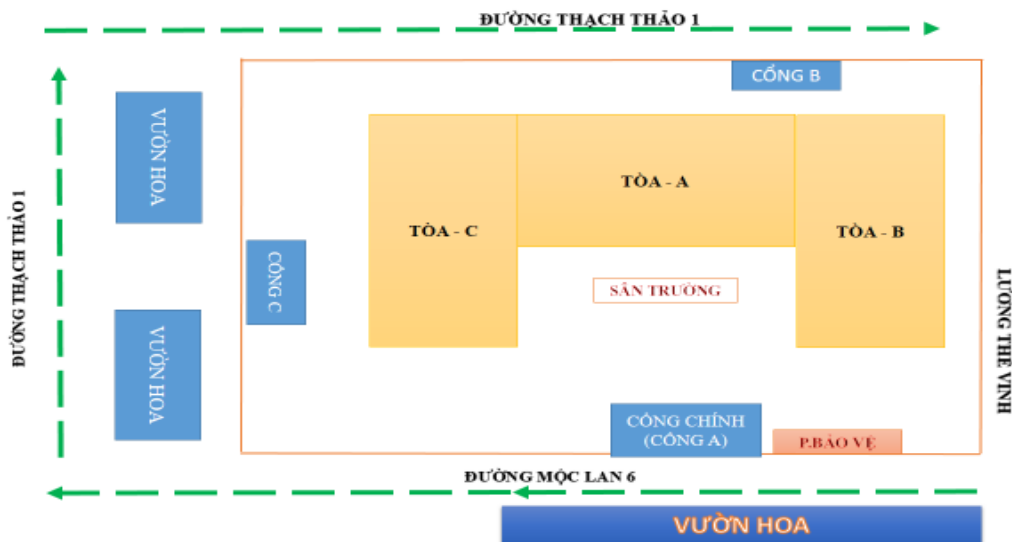 ĐƯỜNG THẠCH THẢO 1
CỔNG B
VƯỜN HOA
TÒA - A
TÒA - C
TÒA - B
ĐƯỜNG THẠCH THẢO 1
CỔNG C
SÂN TRƯỜNG
LƯƠNG THẾ VINH
VƯỜN HOA
CỔNG CHÍNH
(CỔNG A)
P.BẢO VỆ
ĐƯỜNG MỘC LAN 6
VƯỜN HOA